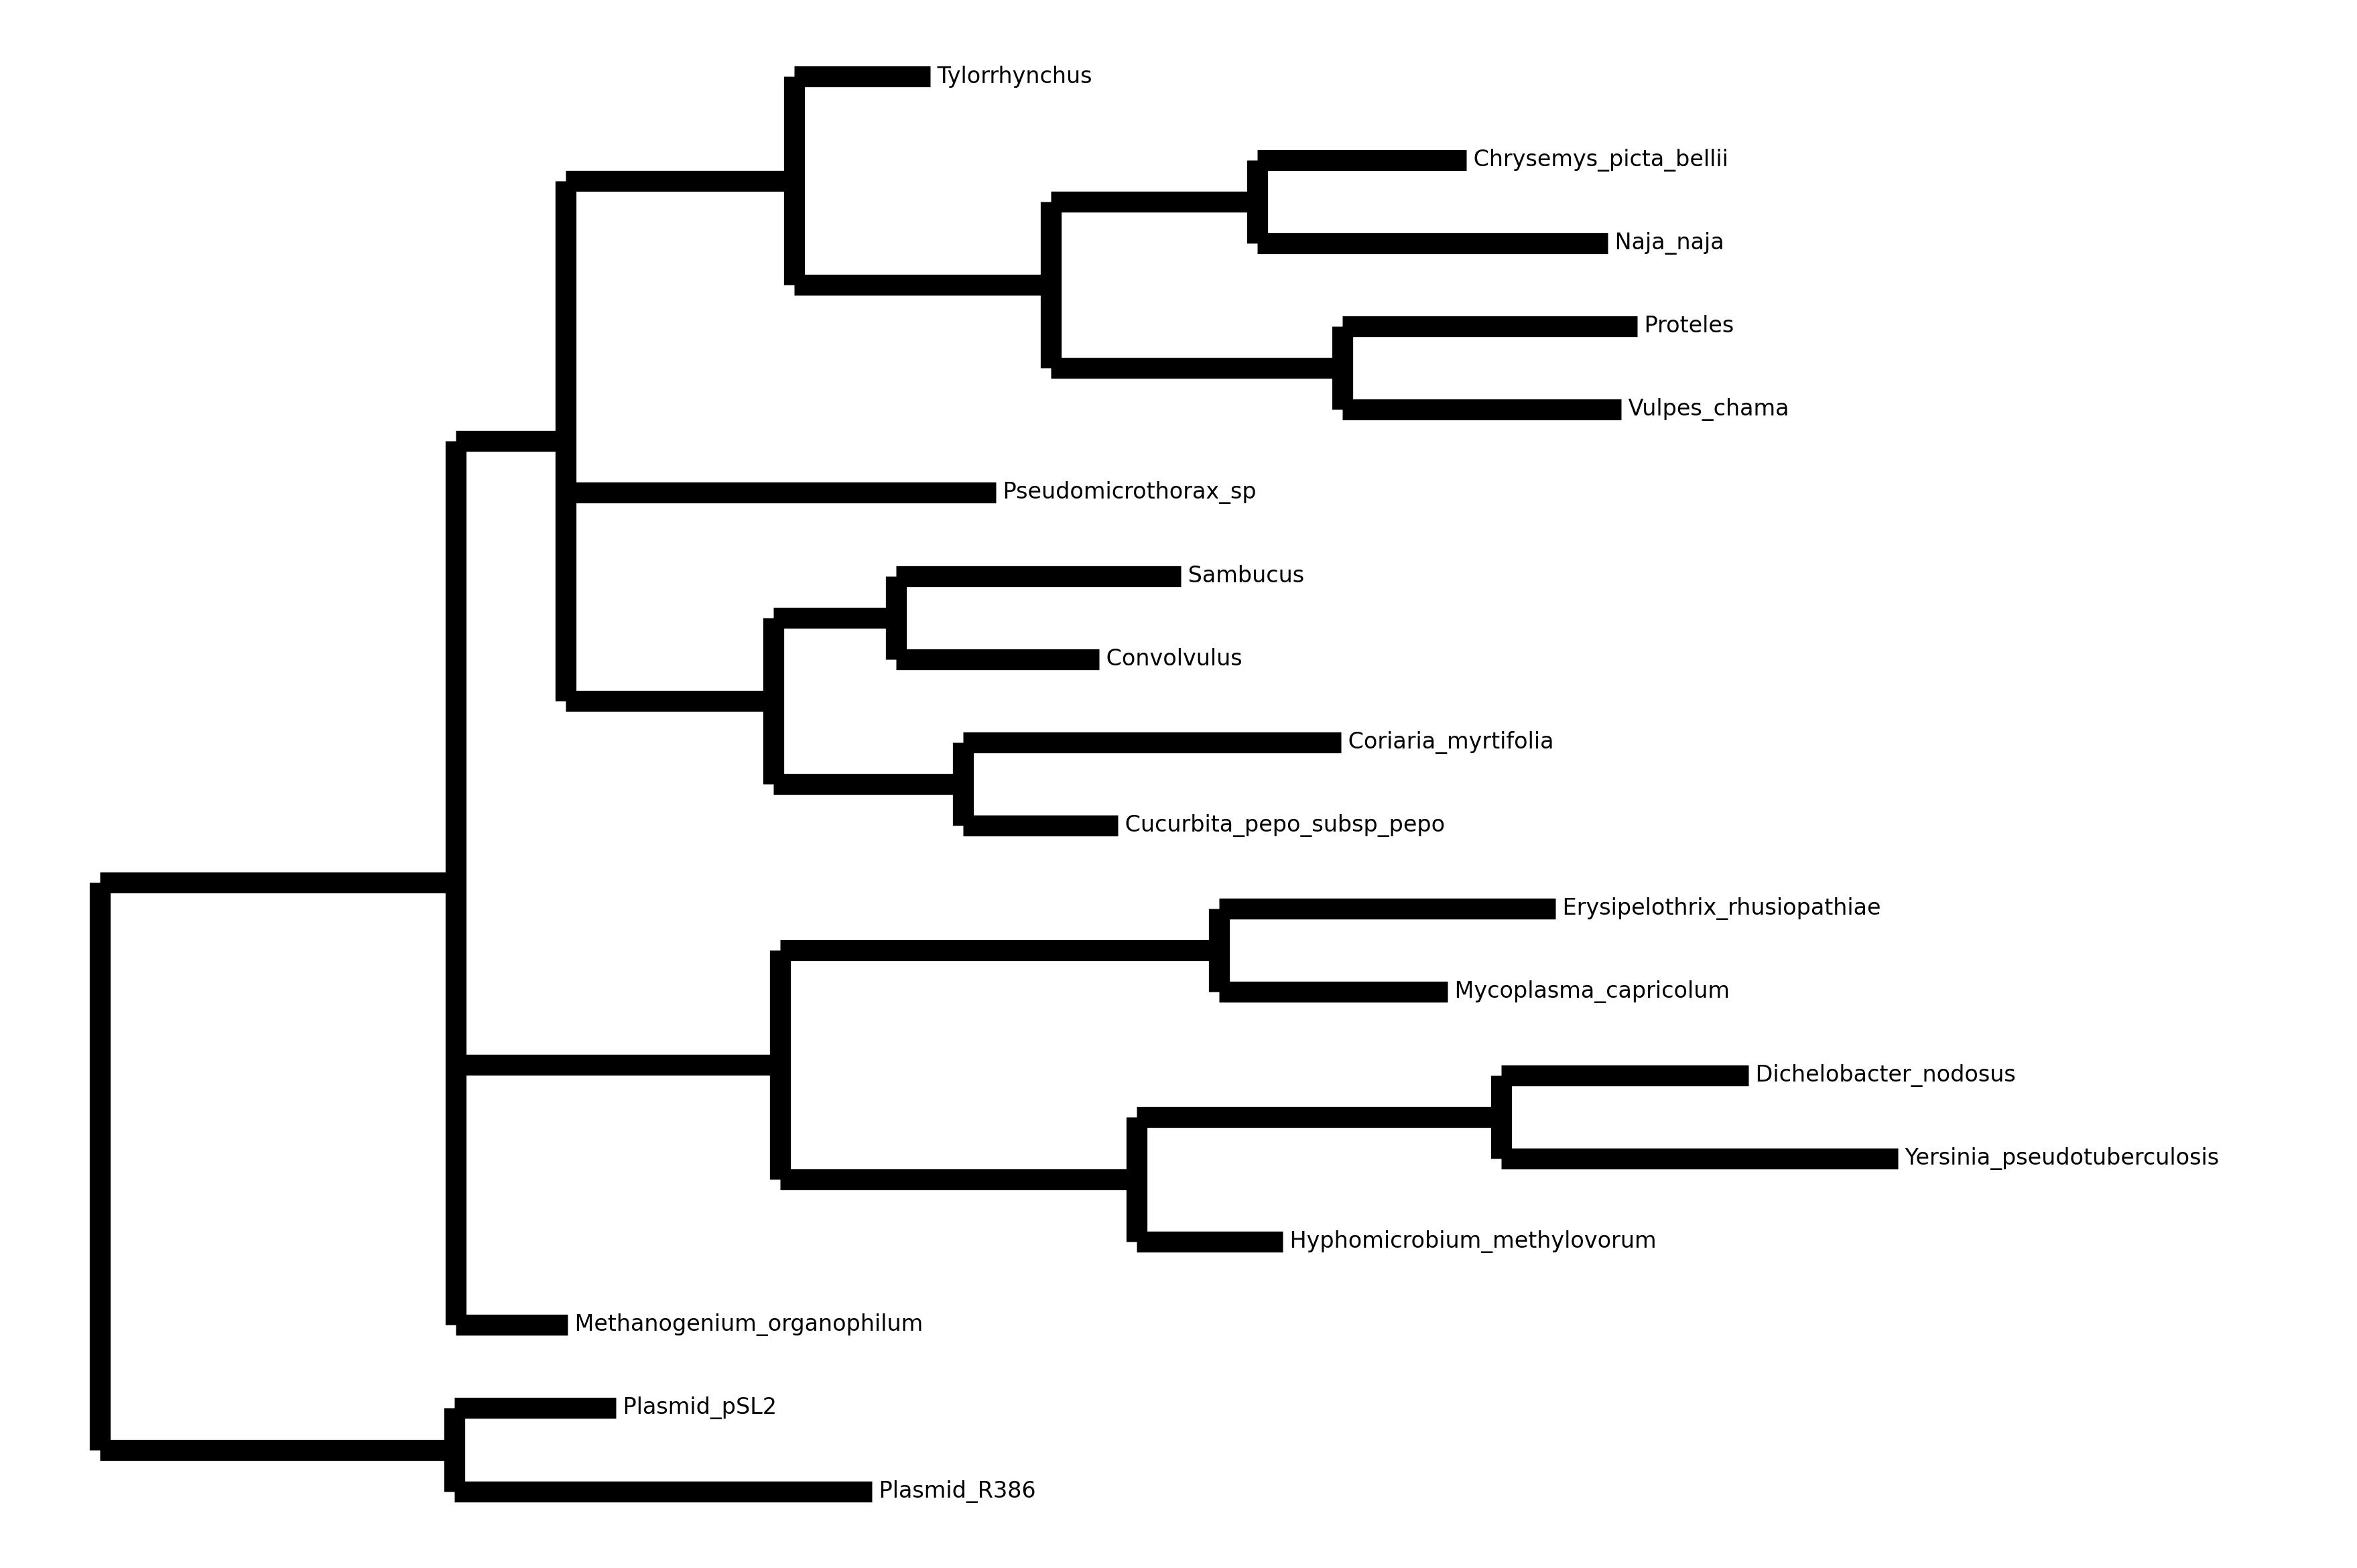 Tylorrhynchus
Chrysemys_picta_bellii
Naja_naja
Proteles
Vulpes_chama
Pseudomicrothorax_sp
Sambucus
Convolvulus
Coriaria_myrtifolia
Cucurbita_pepo_subsp_pepo
Erysipelothrix_rhusiopathiae
Mycoplasma_capricolum
Dichelobacter_nodosus
Yersinia_pseudotuberculosis
Hyphomicrobium_methylovorum
Methanogenium_organophilum
Plasmid_pSL2
Plasmid_R386